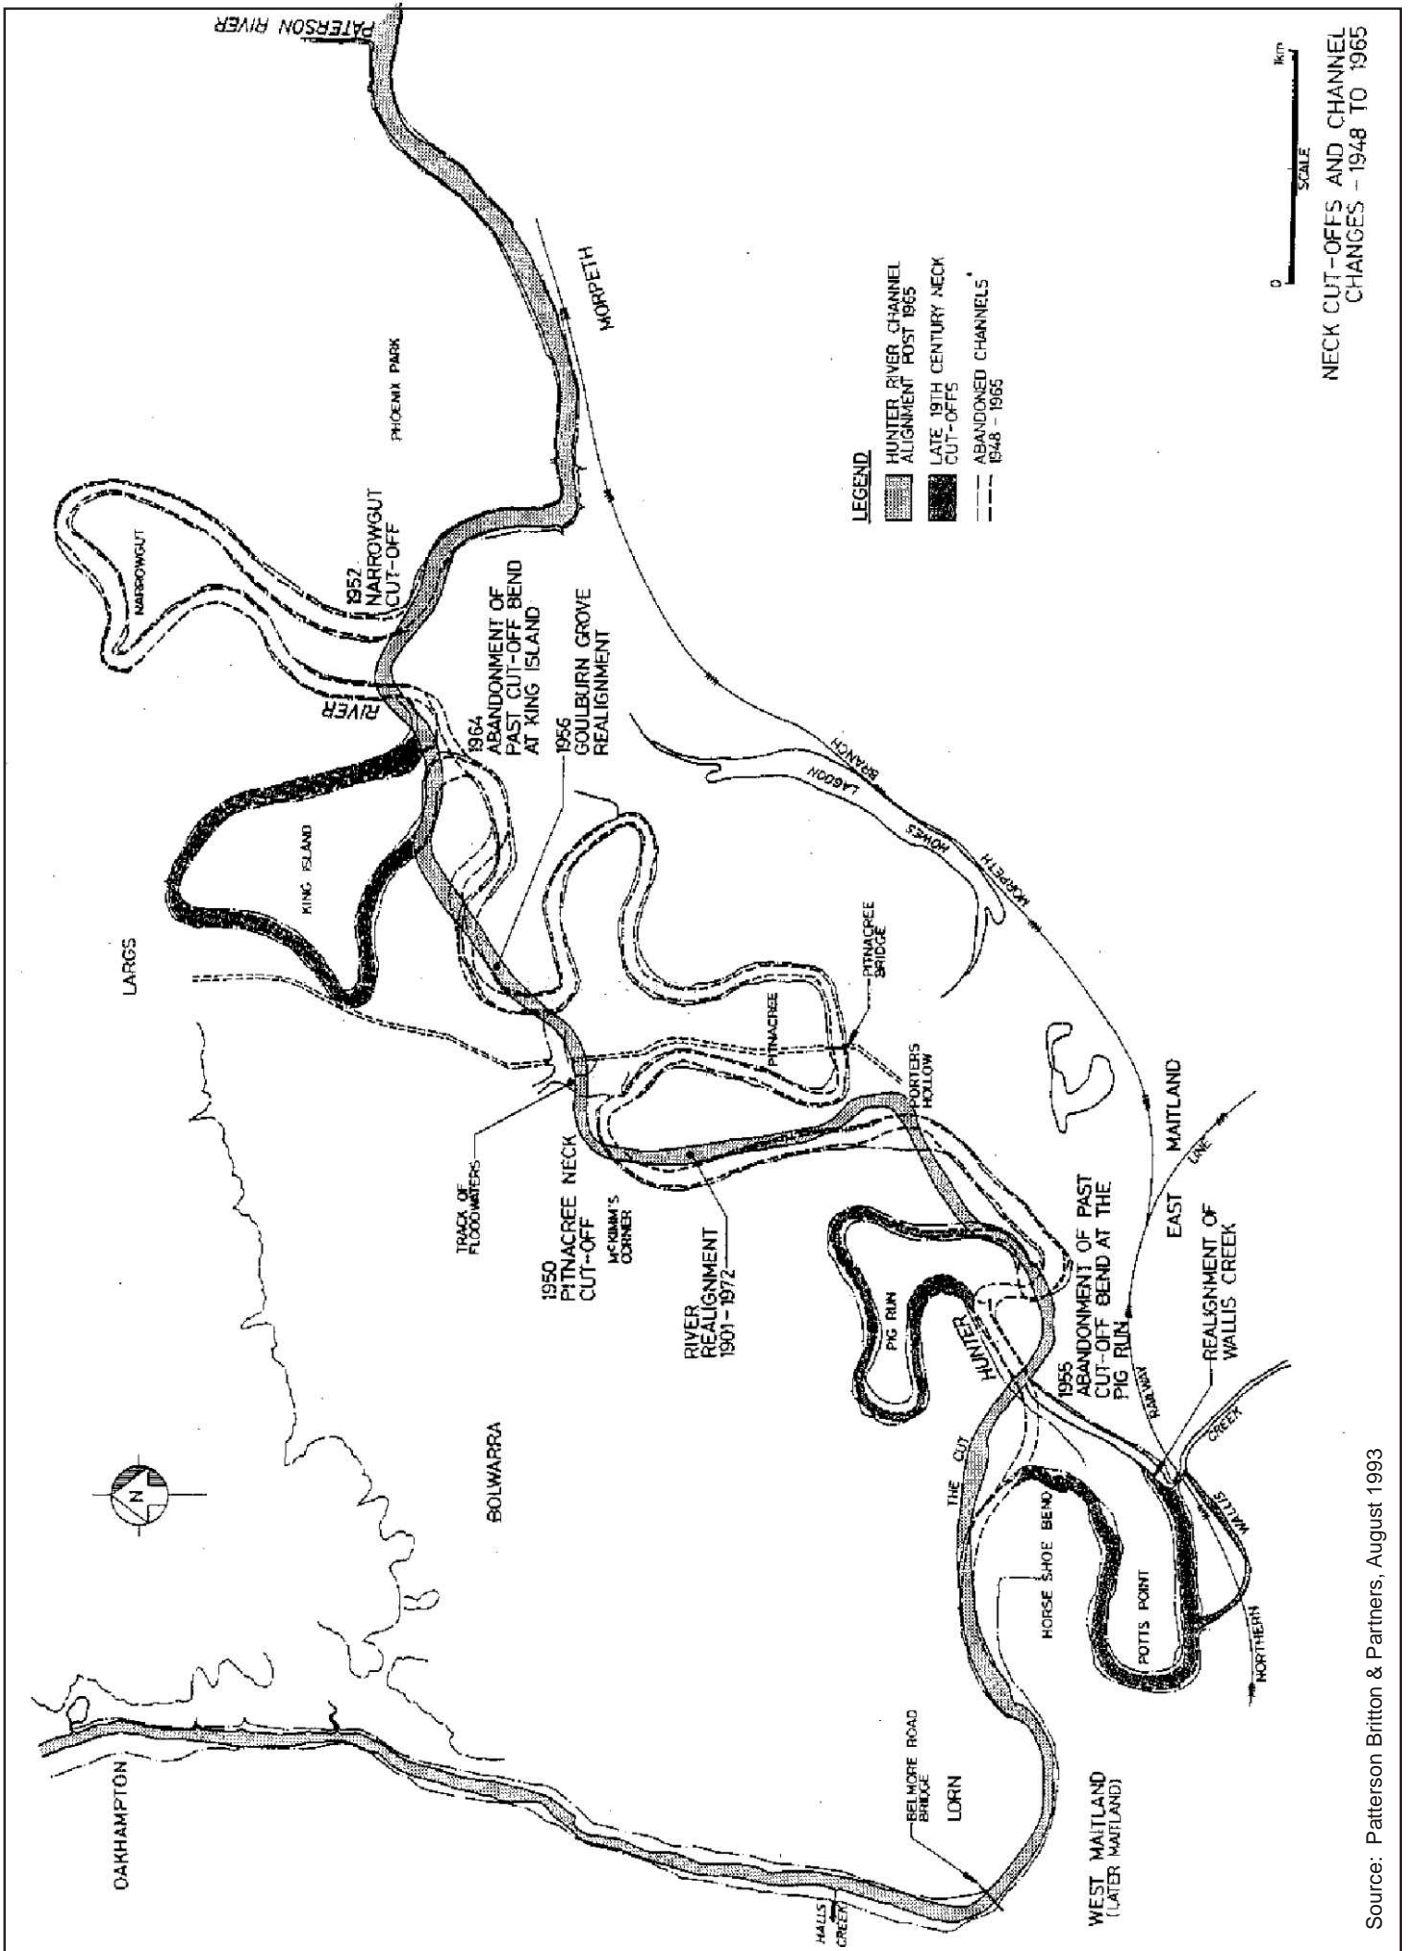 PATERSON RIVER
NARROWGUT
1952
NARROWGUT
CUT-OFF
PHOENIX PARK
MORPETH
RIVER
1964
ABANDONMENT OF
PAST CUT-OFF BEND
AT KING ISLAND
1956
GOULBURN GROVE
REALIGNMENT
LARGS
KING ISLAND
MORPETH
BRANCH
HOWES
LAGOON
PITNACREE
PITNACREE
BRIDGE
TRACK OF
FLOODWATERS
1950
PITNACREE NECK
CUT-OFF
McKIMM'S
CORNER
RIVER
REALIGNMENT
1901-1972
PORTERS
HOLLOW
EAST MAITLAND
LINE
BOLWARRA
N
PIG RUN
HUNTER
THE CUT
1955
ABANDONMENT OF PAST
CUT-OFF BEND AT THE
PIG RUN
RAILWAY
REALIGNMENT OF
WALLIS CREEK
CREEK
WALLIS
HORSE SHOE BEND
POTTS POINT
NORTHERN
OAKHAMPTON
HALLS
CREEK
BELMORE ROAD
BRIDGE
LORN
WEST MAITLAND
(LATER MAITLAND)
LEGEND
HUNTER RIVER CHANNEL
ALIGNMENT POST 1965
LATE 19TH CENTURY NECK
CUT-OFFS
ABANDONED CHANNELS
1948 - 1965
0
1km
SCALE
NECK CUT-OFFS AND CHANNEL
CHANGES - 1948 TO 1965
Source: Patterson Britton & Partners, August 1993